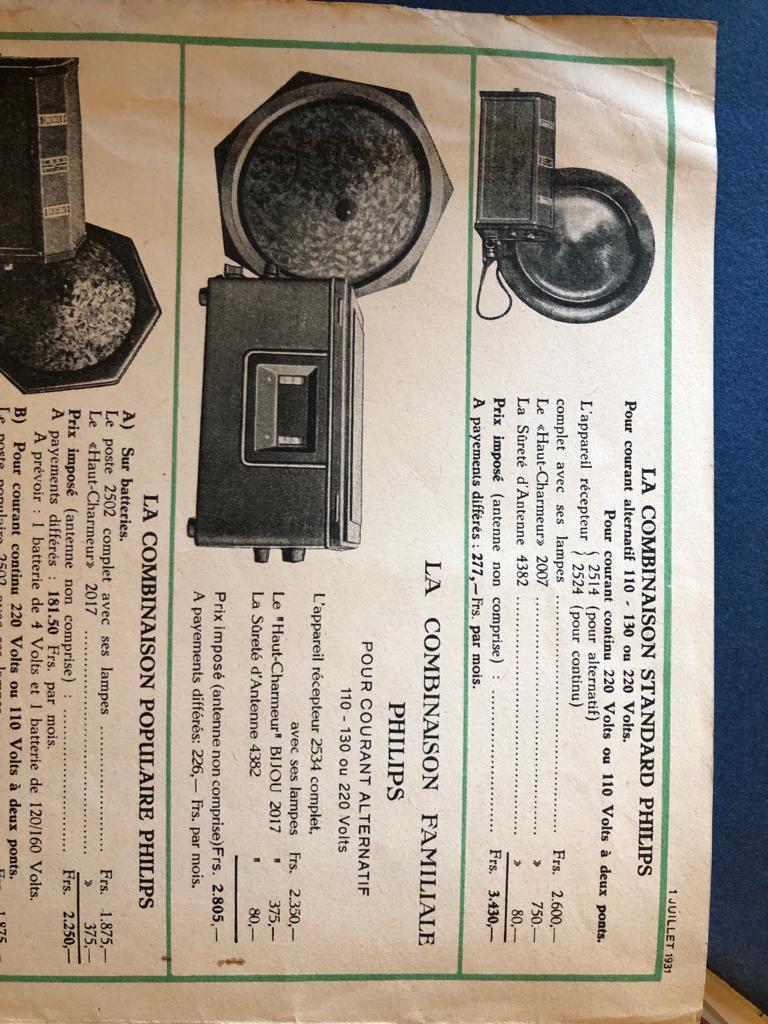 1 JUILLET 1931
LA COMBINAISON STANDARD PHILIPS
Pour courant alternatif 110 - 130 ou 220 Volts.
Pour courant continu 220 Volts ou 110 Volts à deux ponts.
L'appareil récepteur { 2514 (pour alternatif)
2524 (pour continu)
complet avec ses lampes .......... Frs. 2.600,—
Le «Haut-Charmeur» 2007 .......... » 750.—
La Sûreté d'Antenne 4382 .......... » 80,—
Prix imposé (antenne non comprise) : .......... Frs. 3.430,—
A payements différés : 277,— Frs. par mois.
LA COMBINAISON FAMILIALE
PHILIPS
POUR COURANT ALTERNATIF
110 - 130 ou 220 Volts
L'appareil récepteur 2534 complet,
avec ses lampes Frs. 2.350,—
Le "Haut-Charmeur" BIJOU 2017 " 375,—
La Sûreté d'Antenne 4382 " 80,—
Prix imposé (antenne non comprise) Frs. 2.805,—
A payements différés: 226,— Frs. par mois.
LA COMBINAISON POPULAIRE PHILIPS
A) Sur batteries.
Le poste 2502 complet avec ses lampes .......... Frs. 1.875,—
Le «Haut-Charmeur» 2017 .......... » 375,—
Prix imposé (antenne non comprise) : .......... Frs. 2.250,—
A payements différés : 181.50 Frs. par mois.
A prévoir : 1 batterie de 4 Volts et 1 batterie de 120/160 Volts.
B) Pour courant continu 220 Volts ou 110 Volts à deux ponts.
Le poste populaire 2502 avec ses lampes .......... Frs. 1.875